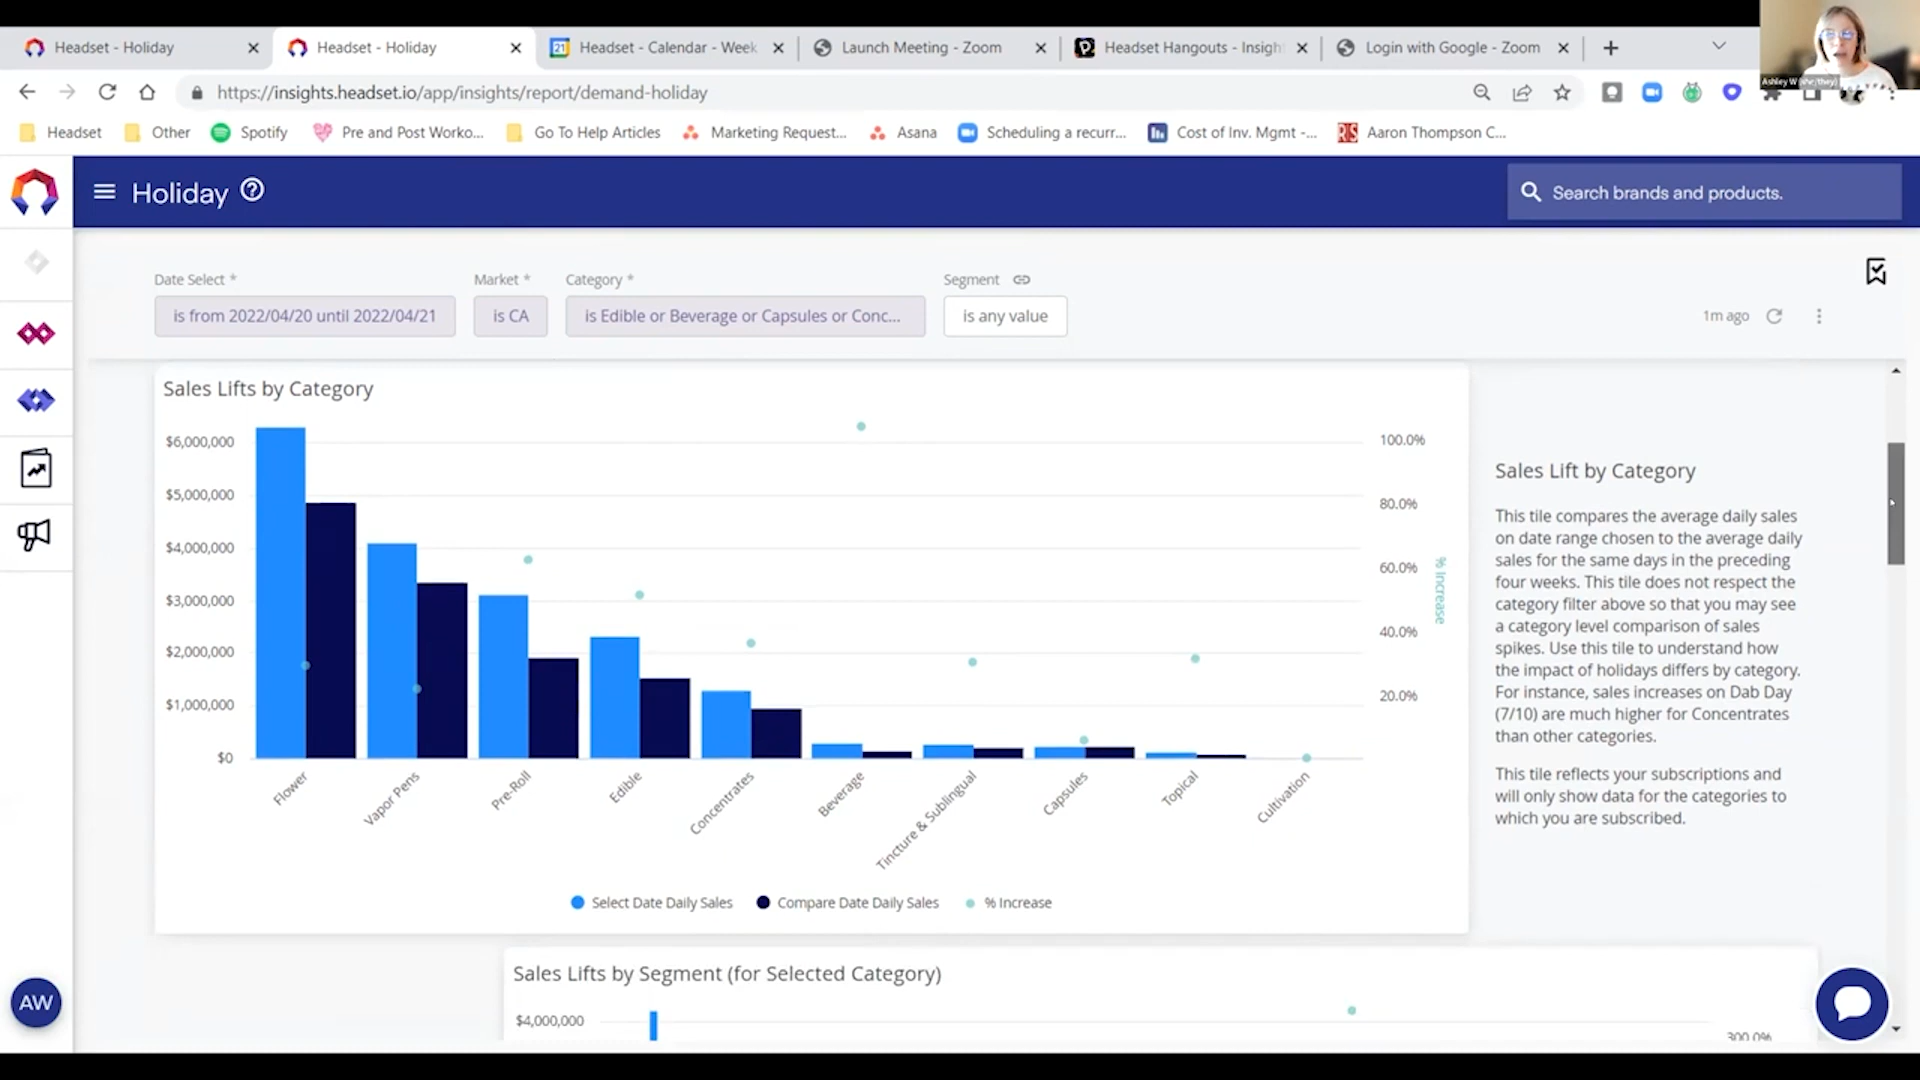 Headset - Holiday
Headset - Holiday
Headset - Calendar - Week
Launch Meeting - Zoom
Headset Hangouts - Insigh
Login with Google - Zoom
https://insights.headset.io/app/insights/report/demand-holiday
Ashley W (she/they)
Headset
Other
Spotify
Pre and Post Worko...
Go To Help Articles
Marketing Request...
Asana
Scheduling a recurr...
Cost of Inv. Mgmt -...
Aaron Thompson C...
Holiday
Search brands and products.
Date Select *
Market *
Category *
Segment
is from 2022/04/20 until 2022/04/21
is CA
is Edible or Beverage or Capsules or Conc...
is any value
1m ago
Sales Lifts by Category
$6,000,000
$5,000,000
$4,000,000
$3,000,000
$2,000,000
$1,000,000
$0
100.0%
80.0%
60.0%
40.0%
20.0%
% Increase
Flower
Vapor Pens
Pre-Roll
Edible
Concentrates
Beverage
Tincture & Sublingual
Capsules
Topical
Cultivation
Select Date Daily Sales
Compare Date Daily Sales
% Increase
Sales Lift by Category
This tile compares the average daily sales
on date range chosen to the average daily
sales for the same days in the preceding
four weeks. This tile does not respect the
category filter above so that you may see
a category level comparison of sales
spikes. Use this tile to understand how
the impact of holidays differs by category.
For instance, sales increases on Dab Day
(7/10) are much higher for Concentrates
than other categories.
This tile reflects your subscriptions and
will only show data for the categories to
which you are subscribed.
Sales Lifts by Segment (for Selected Category)
$4,000,000
300.0%
AW